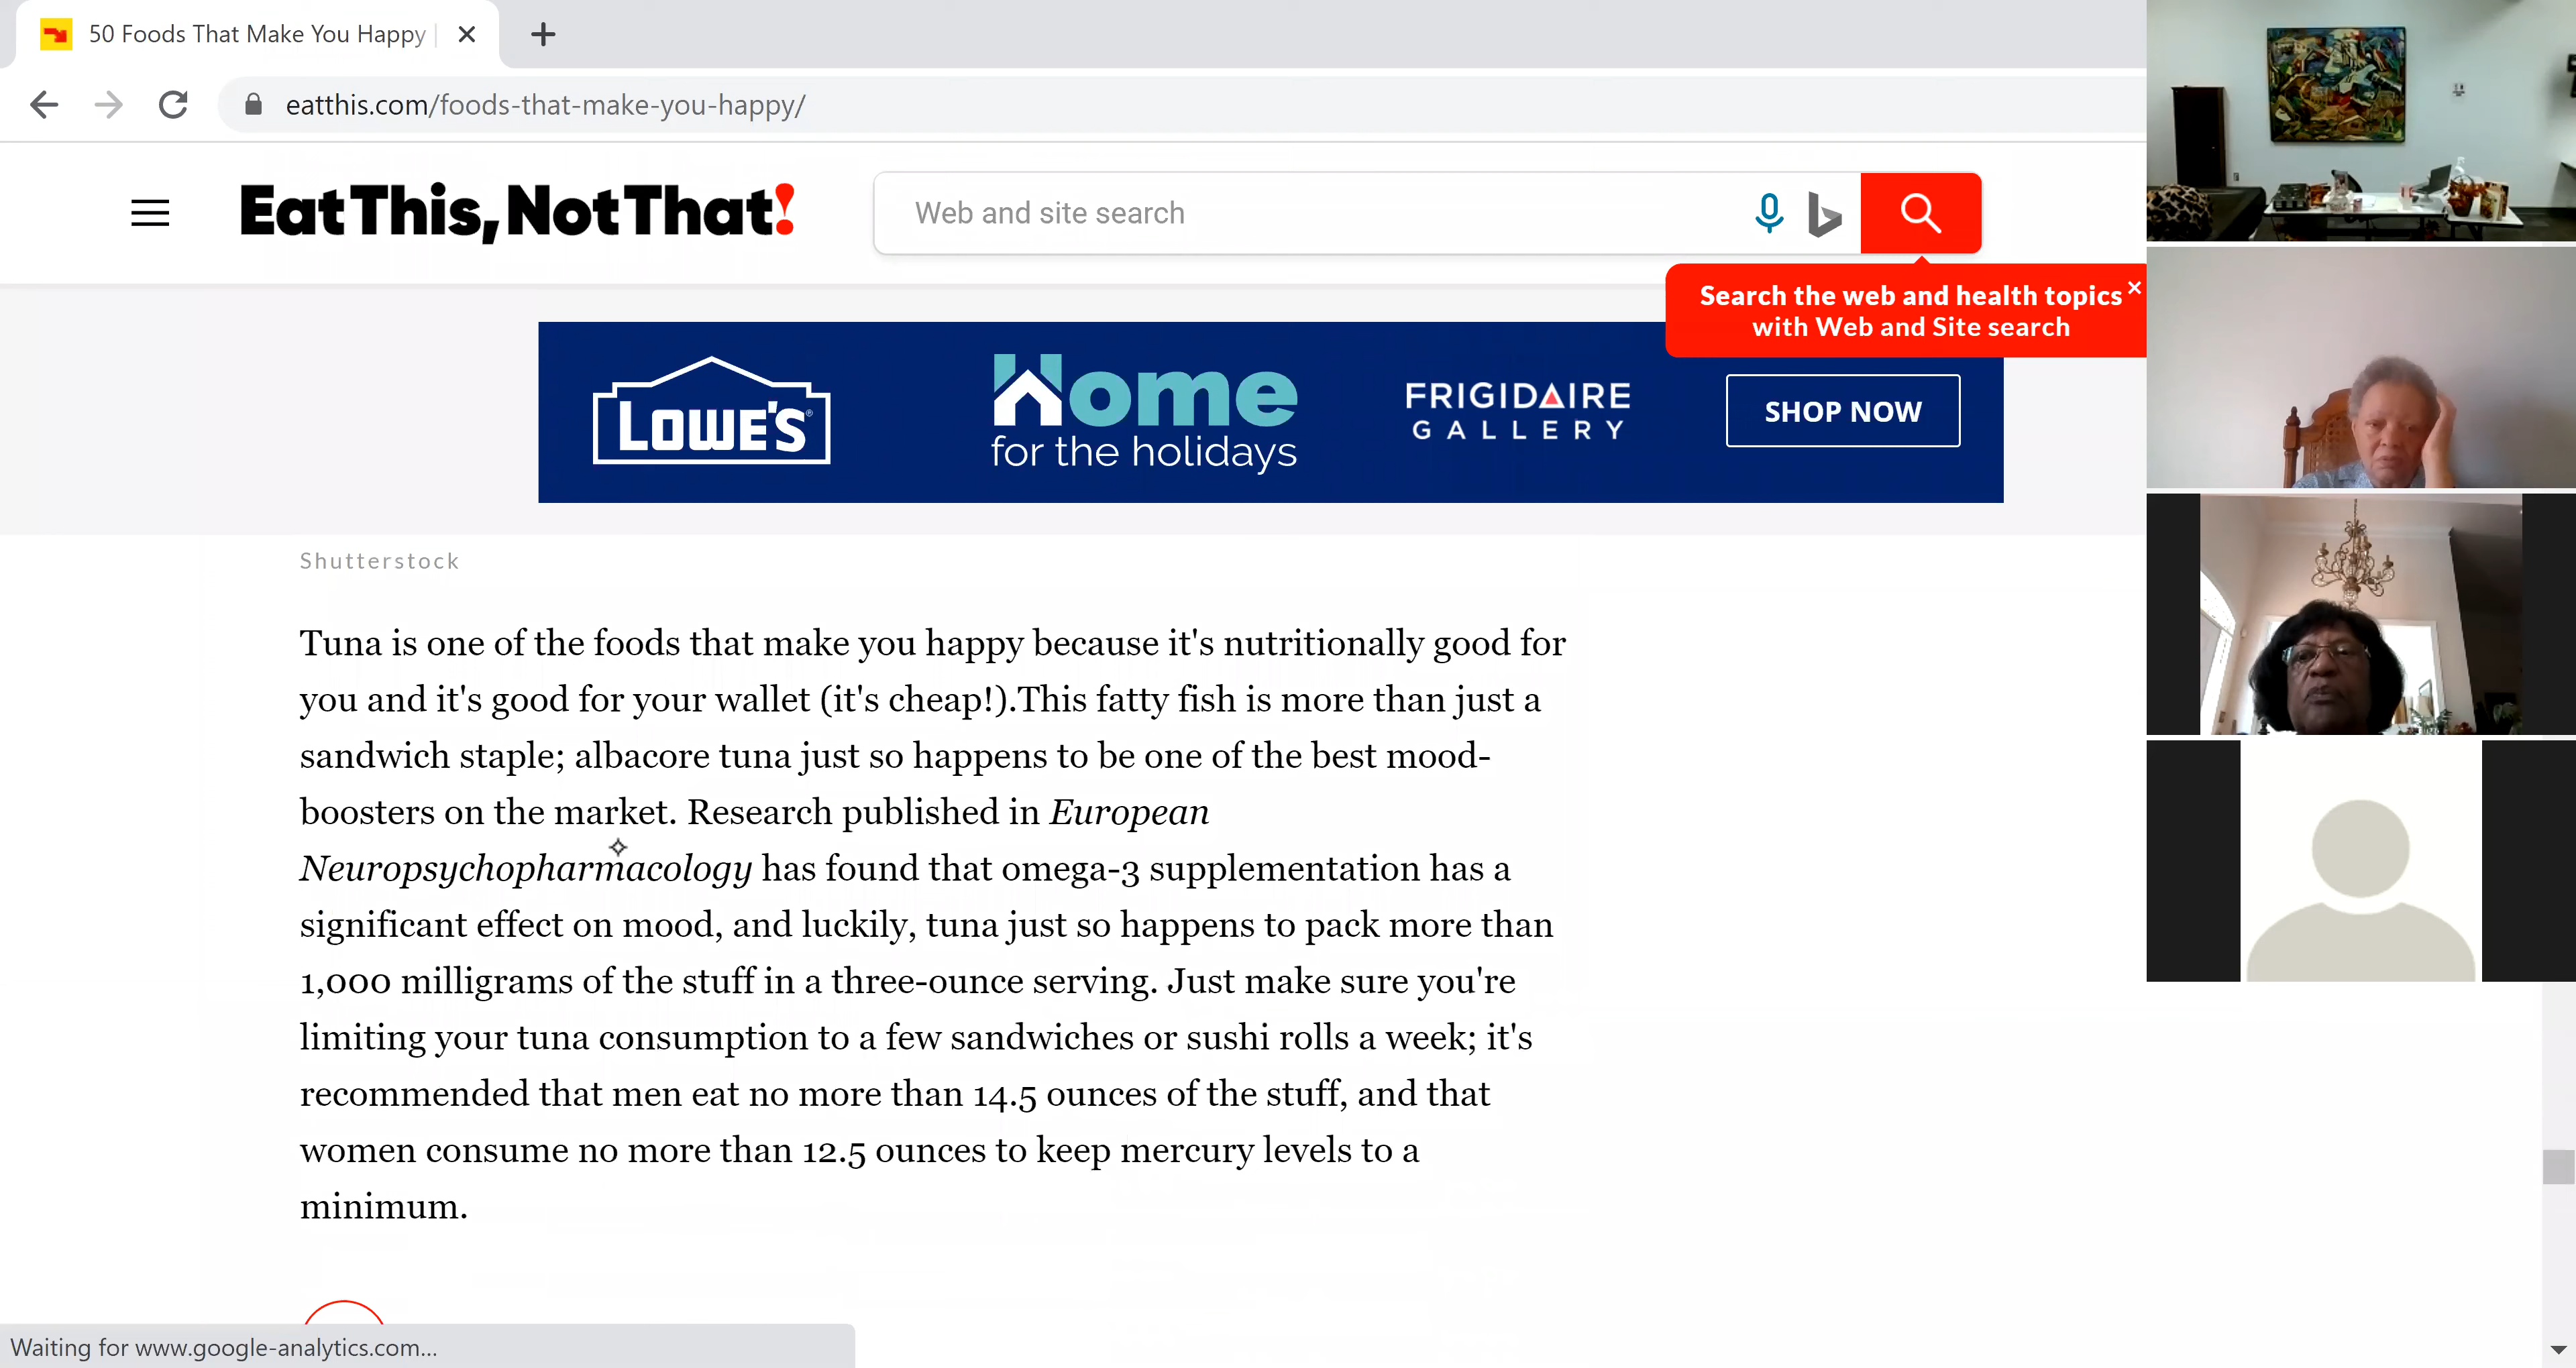 50 Foods That Make You Happy |
eatthis.com/foods-that-make-you-happy/
Eat This, Not That!
Web and site search
Search the web and health topics
with Web and Site search
LOWE'S®
Home
for the holidays
FRIGIDAIRE
GALLERY
SHOP NOW
Shutterstock
Tuna is one of the foods that make you happy because it's nutritionally good for
you and it's good for your wallet (it's cheap!).This fatty fish is more than just a
sandwich staple; albacore tuna just so happens to be one of the best mood-
boosters on the market. Research published in European
Neuropsychopharmacology has found that omega-3 supplementation has a
significant effect on mood, and luckily, tuna just so happens to pack more than
1,000 milligrams of the stuff in a three-ounce serving. Just make sure you're
limiting your tuna consumption to a few sandwiches or sushi rolls a week; it's
recommended that men eat no more than 14.5 ounces of the stuff, and that
women consume no more than 12.5 ounces to keep mercury levels to a
minimum.
Waiting for www.google-analytics.com...